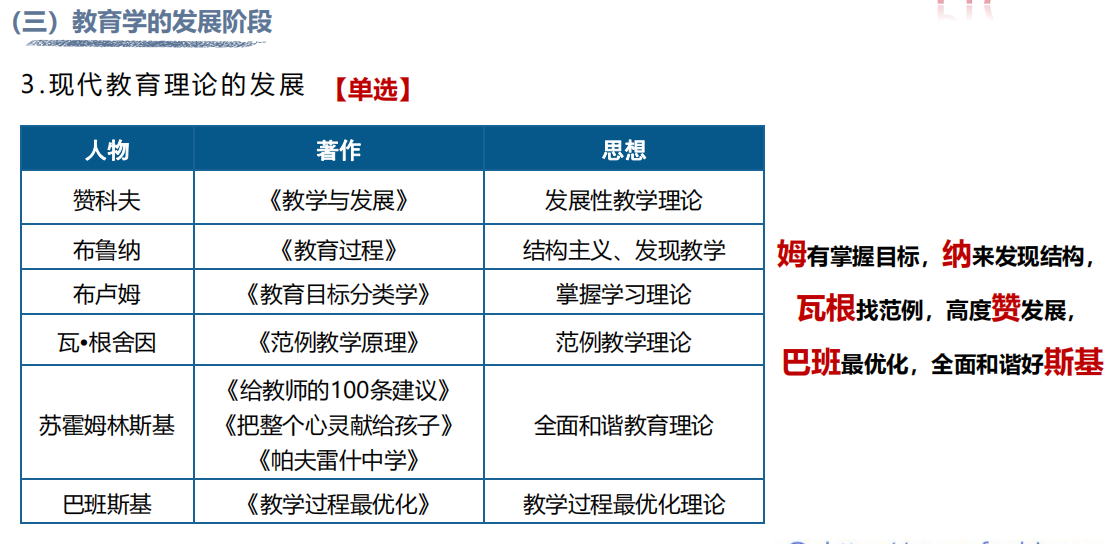 （三）教育学的发展阶段
3.现代教育理论的发展 【单选】
人物 著作 思想
赞科夫 《教学与发展》 发展性教学理论
布鲁纳 《教育过程》 结构主义、发现教学
布卢姆 《教育目标分类学》 掌握学习理论
瓦•根舍因 《范例教学原理》 范例教学理论
苏霍姆林斯基 《给教师的100条建议》 全面和谐教育理论
《把整个心灵献给孩子》
《帕夫雷什中学》
巴班斯基 《教学过程最优化》 教学过程最优化理论
姆有掌握目标，纳来发现结构，
瓦根找范例，高度赞发展，
巴班最优化，全面和谐好斯基